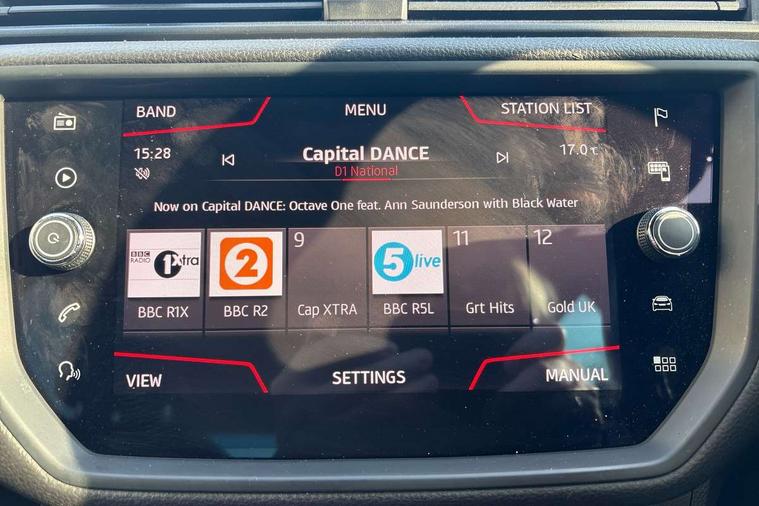 BAND MENU STATION LIST
15:28 Capital DANCE 17.0 °C
D1 National
Now on Capital DANCE: Octave One feat. Ann Saunderson with Black Water
BBC RADIO 1Xtra 2 9 5 live 11 12
BBC R1X BBC R2 Cap XTRA BBC R5L Grt Hits Gold UK
VIEW SETTINGS MANUAL